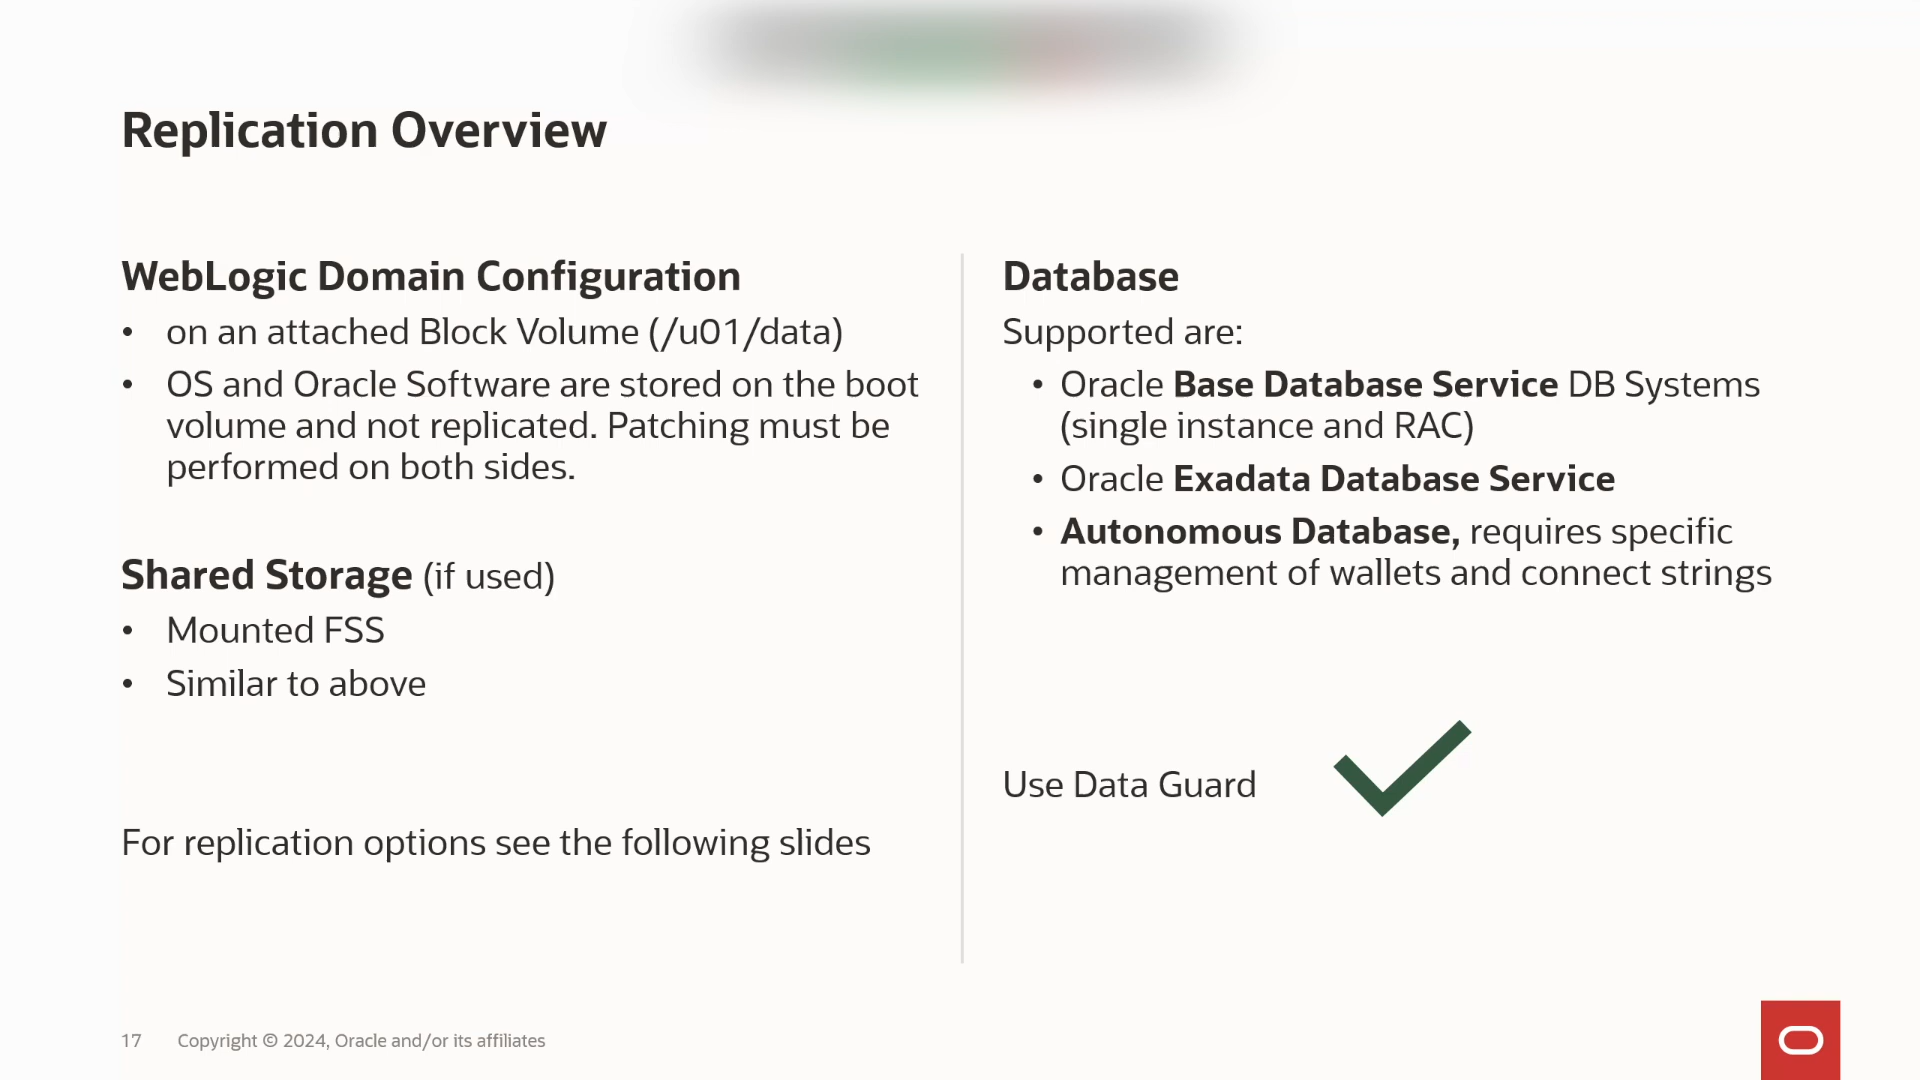 Replication Overview
WebLogic Domain Configuration
• on an attached Block Volume (/u01/data)
• OS and Oracle Software are stored on the boot
volume and not replicated. Patching must be
performed on both sides.
Shared Storage (if used)
• Mounted FSS
• Similar to above
For replication options see the following slides
Database
Supported are:
• Oracle Base Database Service DB Systems
(single instance and RAC)
• Oracle Exadata Database Service
• Autonomous Database, requires specific
management of wallets and connect strings
Use Data Guard
17 Copyright © 2024, Oracle and/or its affiliates